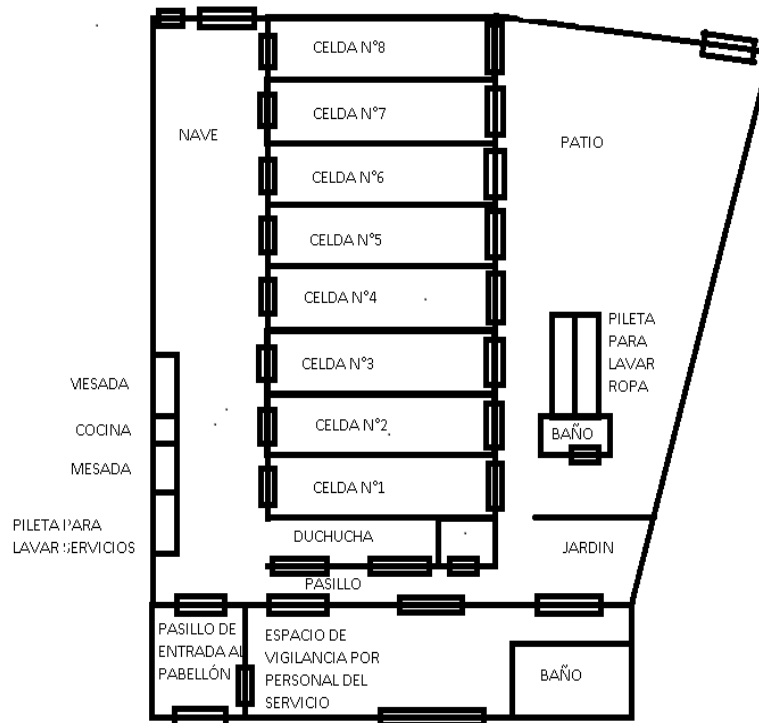 CELDA N°8
CELDA N°7
NAVE
PATIO
CELDA N°6
CELDA N°5
CELDA N°4
PILETA
PARA
LAVAR
ROPA
CELDA N°3
MESADA
COCINA
CELDA N°2
BAÑO
MESADA
CELDA N°1
PILETA PARA
LAVAR SERVICIOS
DUCHUCHA
JARDIN
PASILLO
PASILLO DE
ENTRADA AL
PABELLÓN
ESPACIO DE
VIGILANCIA POR
PERSONAL DEL
SERVICIO
BAÑO